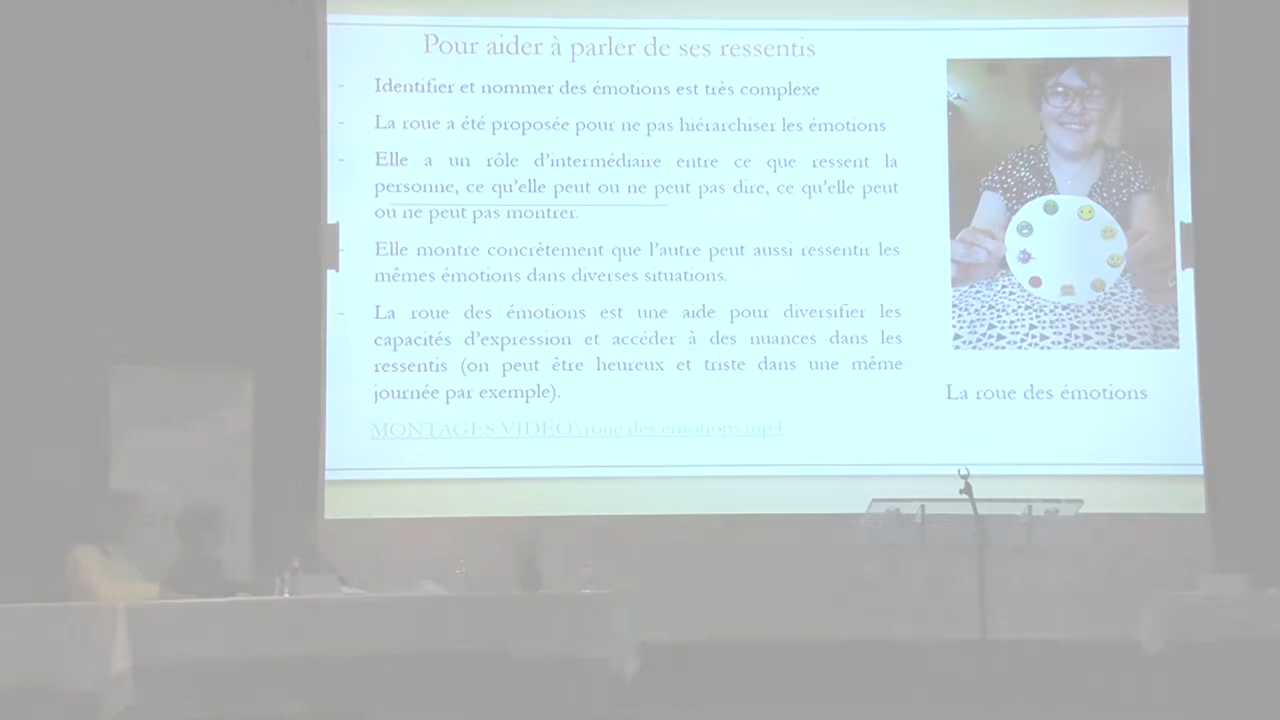 Pour aider à parler de ses ressentis
- Identifier et nommer des émotions est très complexe
- La roue a été proposée pour ne pas hiérarchiser les émotions
- Elle a un rôle d'intermédiaire entre ce que ressent la
personne, ce qu'elle peut ou ne peut pas dire, ce qu'elle peut
ou ne peut pas montrer.
- Elle montre concrètement que l'autre peut aussi ressentir les
mêmes émotions dans diverses situations.
- La roue des émotions est une aide pour diversifier les
capacités d'expression et accéder à des nuances dans les
ressentis (on peut être heureux et triste dans une même
journée par exemple).
MONTAGES VIDEO\roue des émotions.mp4
La roue des émotions